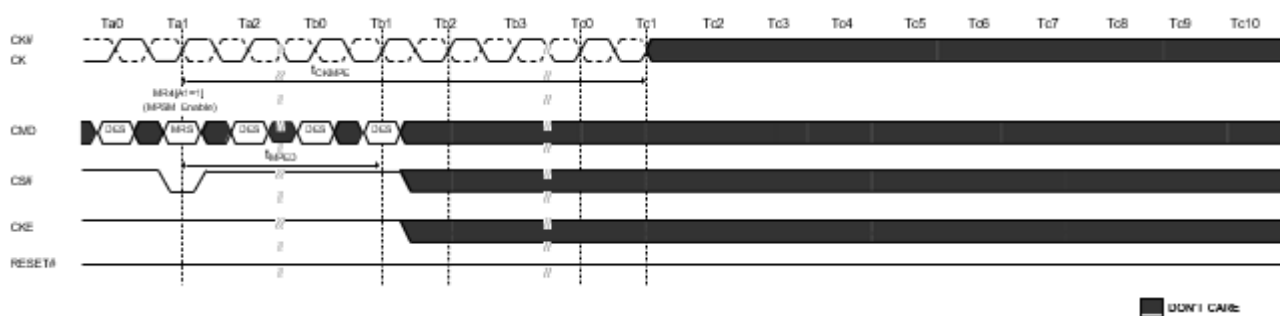 Ta0 Ta1 Ta2 Tb0 Tb1 Tb2 Tb3 Tc0 Tc1 Tc2 Tc3 Tc4 Tc5 Tc6 Tc7 Tc8 Tc9 Tc10
CK#
CK
tCKMPE
MR4[A1=1]
(MPSM Enable)
CMD
DES MRS DES DES DES
tMPED
CS#
CKE
RESET#
DON'T CARE